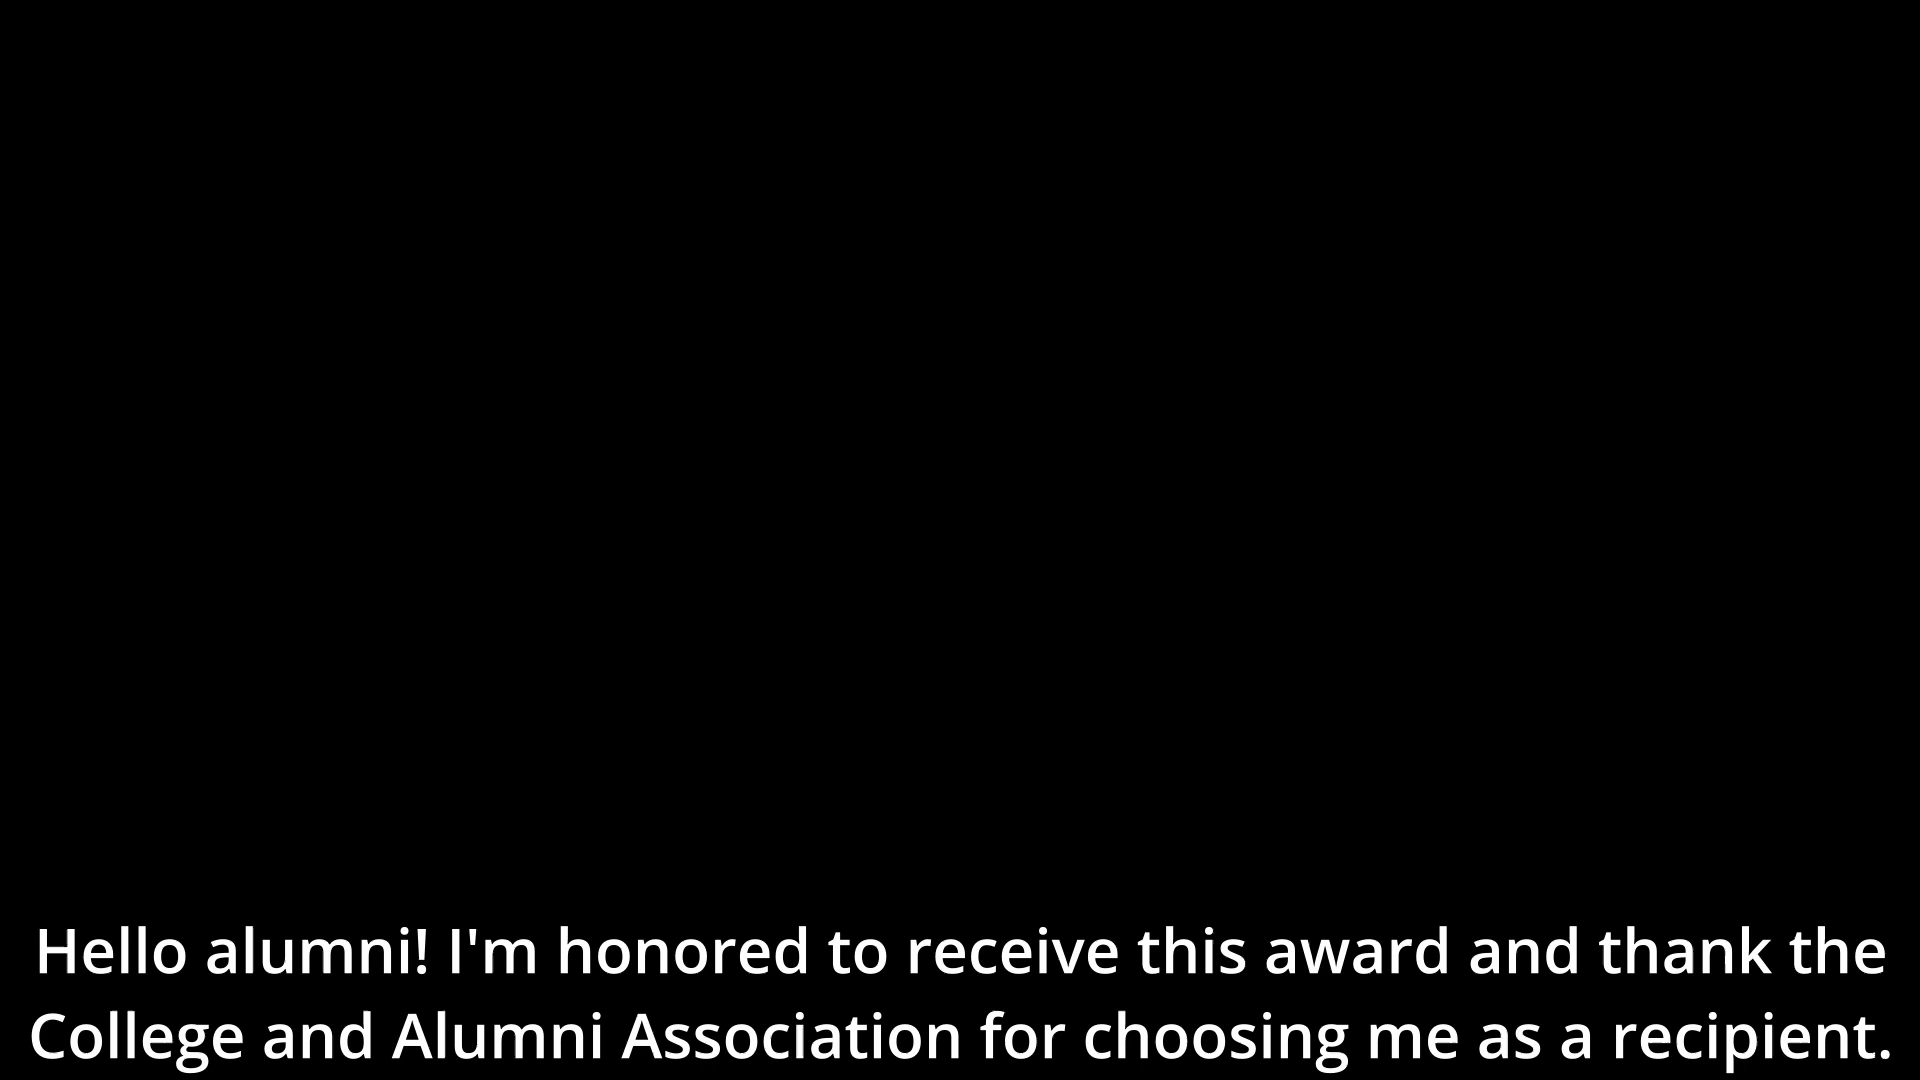 Hello alumni! I'm honored to receive this award and thank the
College and Alumni Association for choosing me as a recipient.